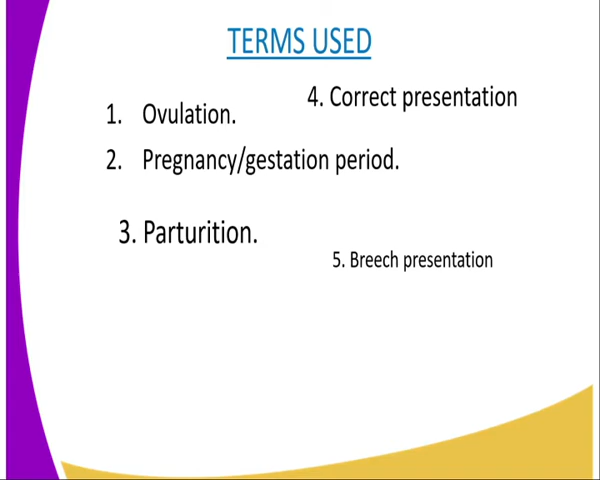 TERMS USED
4. Correct presentation
1. Ovulation.
2. Pregnancy/gestation period.
3. Parturition.
5. Breech presentation